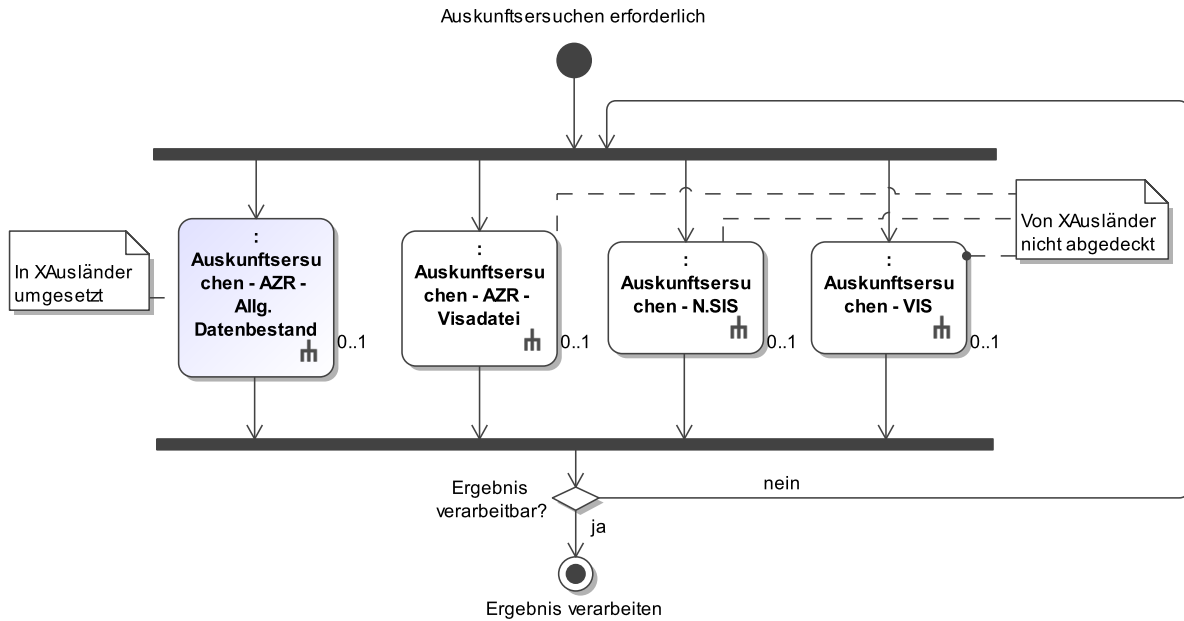 Auskunftsersuchen erforderlich
In XAusländer
umgesetzt
:
Auskunftsersu
chen - AZR -
Allg.
Datenbestand
0..1
:
Auskunftsersu
chen - AZR -
Visadatei
0..1
:
Auskunftsersu
chen - N.SIS
0..1
:
Auskunftsersu
chen - VIS
0..1
Von XAusländer
nicht abgedeckt
Ergebnis
verarbeitbar?
nein
ja
Ergebnis verarbeiten